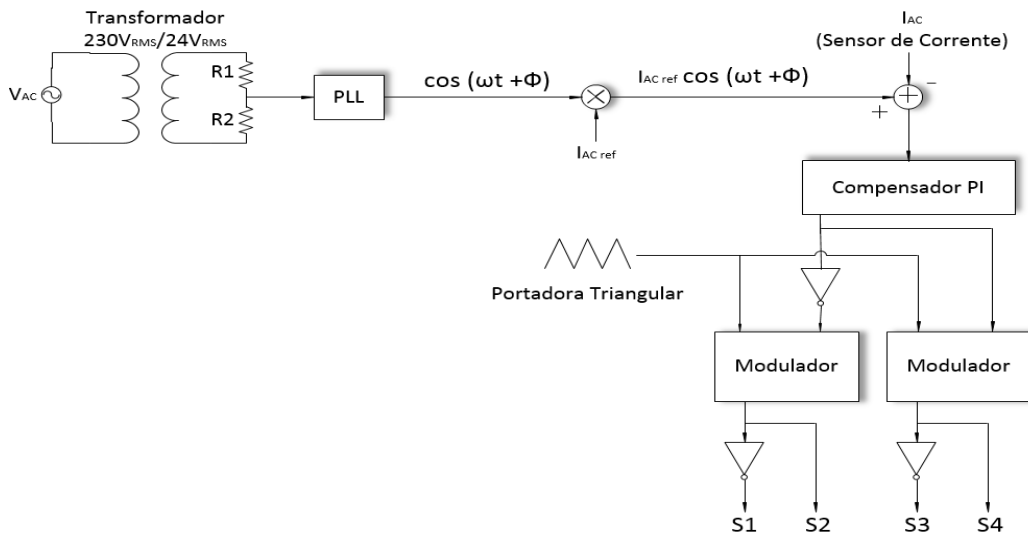 Transformador
230VRMS/24VRMS
VAC
R1
R2
PLL
cos (ωt +Φ)
IAC ref
IAC ref cos (ωt +Φ)
IAC
(Sensor de Corrente)
−
+
+
Compensador PI
Portadora Triangular
Modulador
Modulador
S1
S2
S3
S4